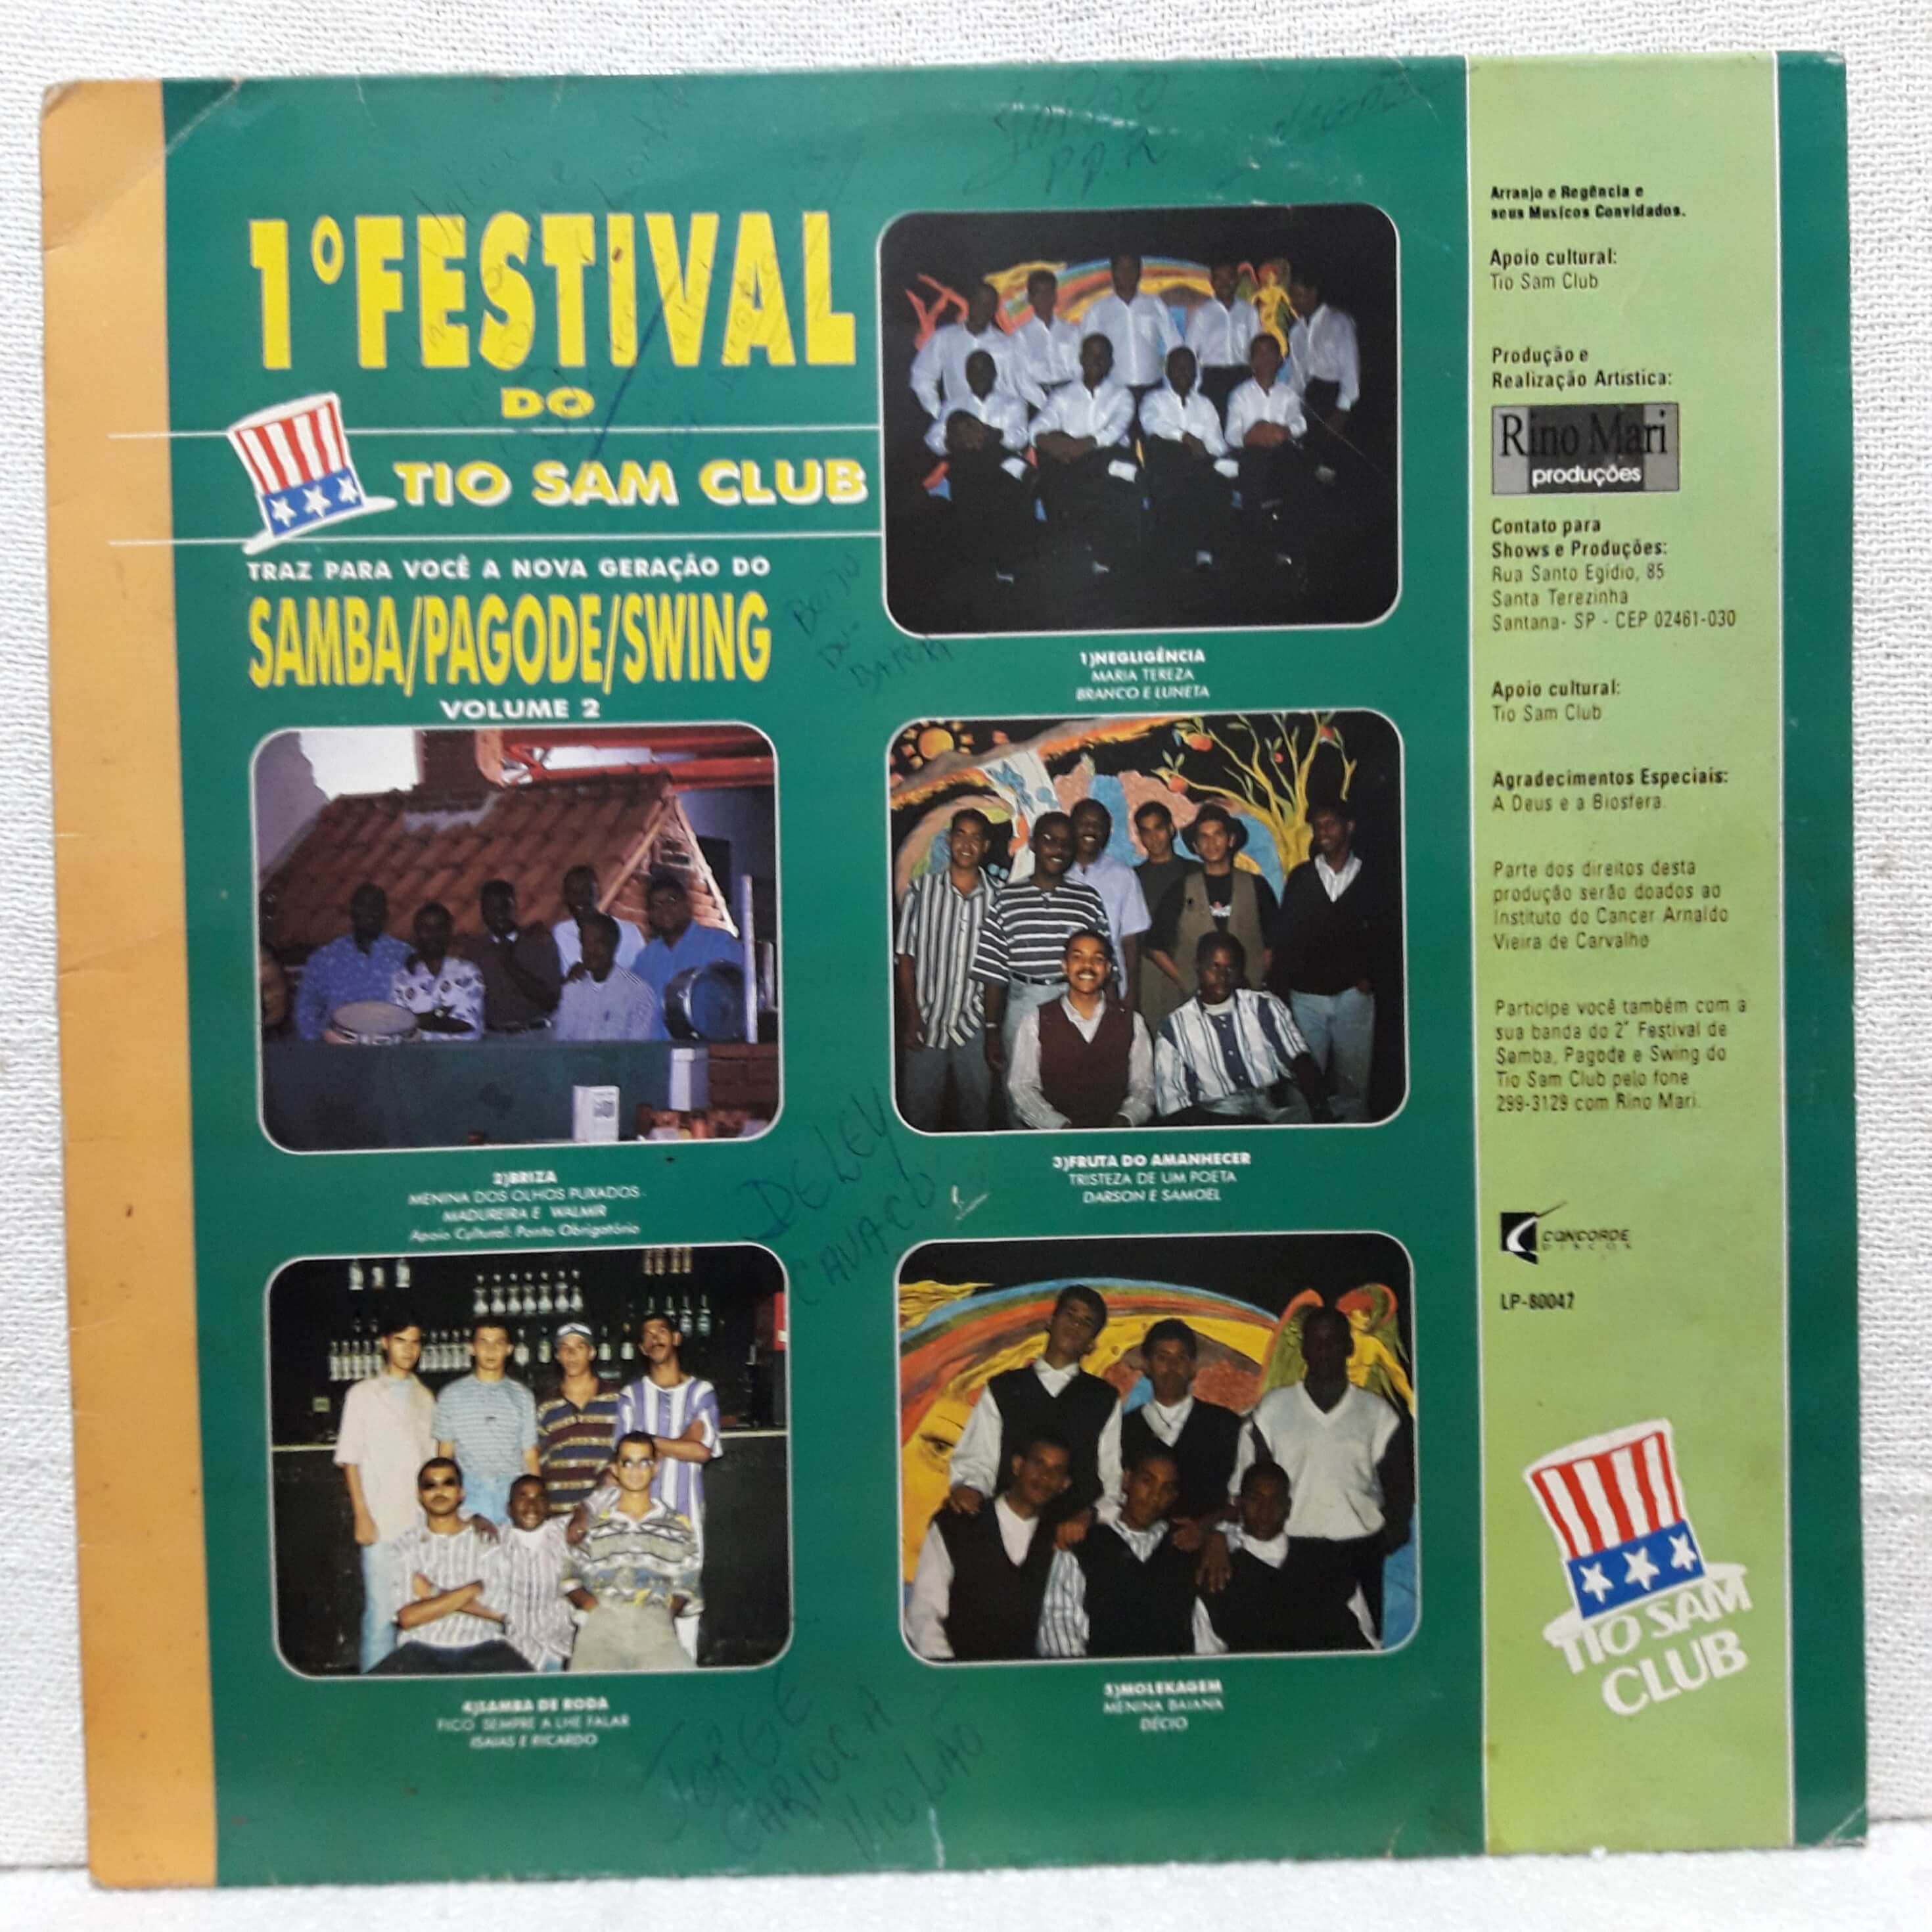 1º FESTIVAL
DO
TIO SAM CLUB
TRAZ PARA VOCÊ A NOVA GERAÇÃO DO
SAMBA/PAGODE/SWING
VOLUME 2
1)NEGLIGÊNCIA
MARIA TEREZA
BRANCO E LUNETA
2)BRIZA
MENINA DOS OLHOS PUXADOS
MADUREIRA E WALMIR
Apoio Cultural: Ponto Obrigatório
3)FRUTA DO AMANHECER
TRISTEZA DE UM POETA
DARSON E SAMOEL
4)SAMBA DE RODA
FICO SEMPRE A LHE FALAR
ISAIAS E RICARDO
5)MOLEKAGEM
MENINA BAIANA
DÉCIO
P.P.A
DELEY
CAVACO
JORGE
CARIOCA
VIOLÃO
Arranjo e Regência e
seus Musicos Convidados.
Apoio cultural:
Tio Sam Club
Produção e
Realização Artística:
Rino Mari
produções
Contato para
Shows e Produções:
Rua Santo Egídio, 85
Santa Terezinha
Santana- SP - CEP 02461-030
Apoio cultural:
Tio Sam Club
Agradecimentos Especiais:
A Deus e a Biosfera.
Parte dos direitos desta
produção serão doados ao
Instituto do Cancer Arnaldo
Vieira de Carvalho
Participe você também com a
sua banda do 2° Festival de
Samba, Pagode e Swing do
Tio Sam Club pelo fone
299-3129 com Rino Mari.
CONCORDE
DISCOS
LP-80047
TIO SAM
CLUB